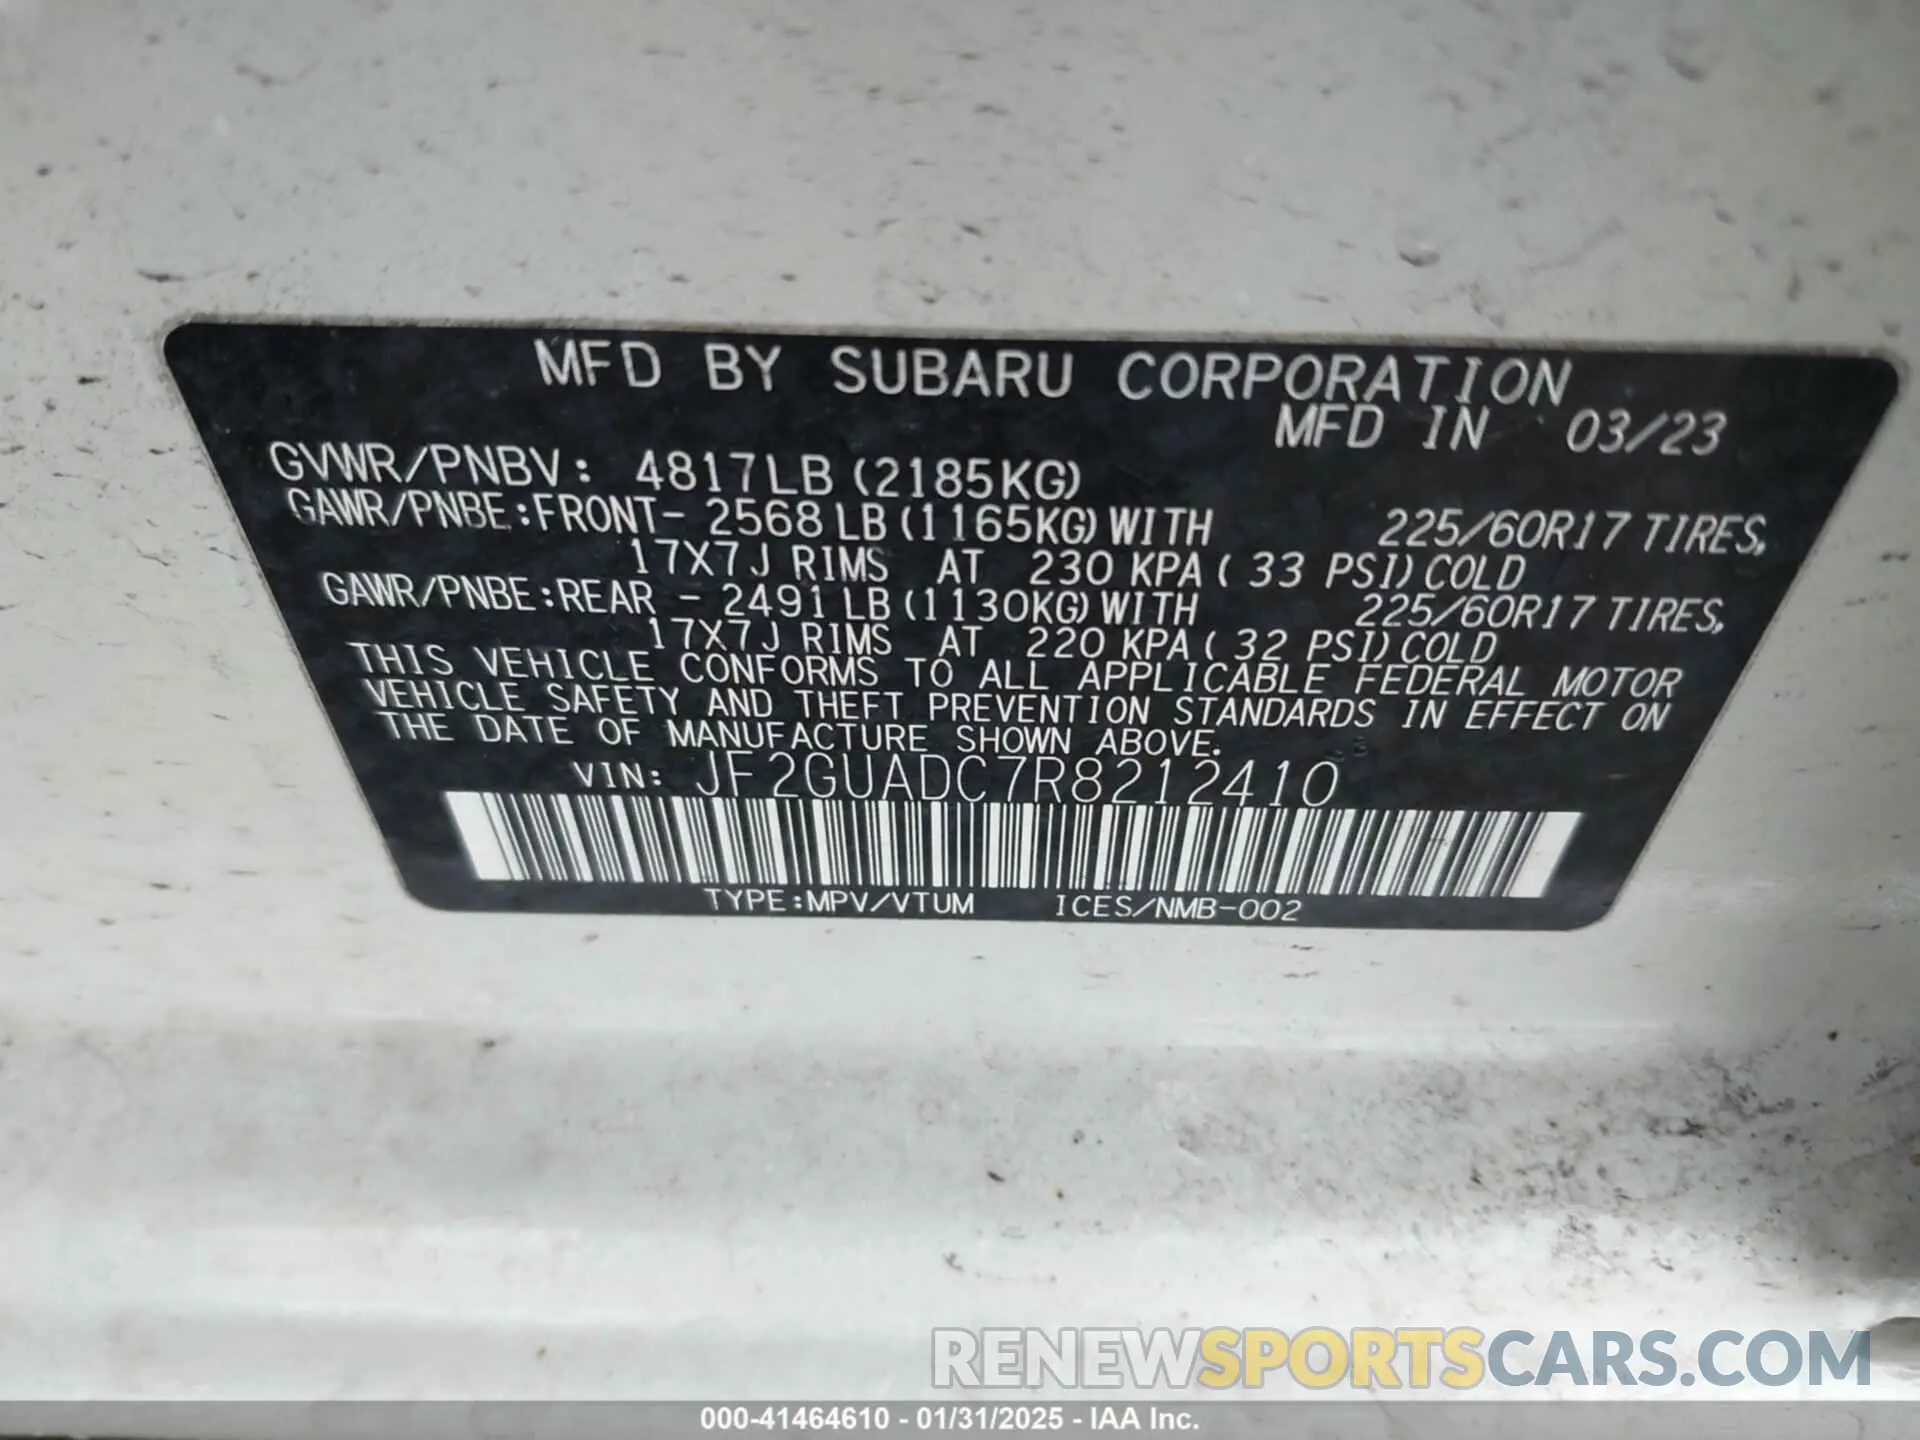 MFD BY SUBARU CORPORATION
MFD IN 03/23
GVWR/PNBV: 4817LB (2185KG)
GAWR/PNBE:FRONT- 2568 LB (1165KG) WITH 225/60R17 TIRES,
17X7J RIMS AT 230 KPA ( 33 PSI) COLD
GAWR/PNBE:REAR - 2491 LB (1130KG) WITH 225/60R17 TIRES,
17X7J RIMS AT 220 KPA ( 32 PSI) COLD
THIS VEHICLE CONFORMS TO ALL APPLICABLE FEDERAL MOTOR
VEHICLE SAFETY AND THEFT PREVENTION STANDARDS IN EFFECT ON
THE DATE OF MANUFACTURE SHOWN ABOVE.
VIN: JF2GUADC7R8212410
TYPE:MPV/VTUM ICES/NMB-002
RENEWSPORTSCARS.COM
000-41464610 - 01/31/2025 - IAA Inc.